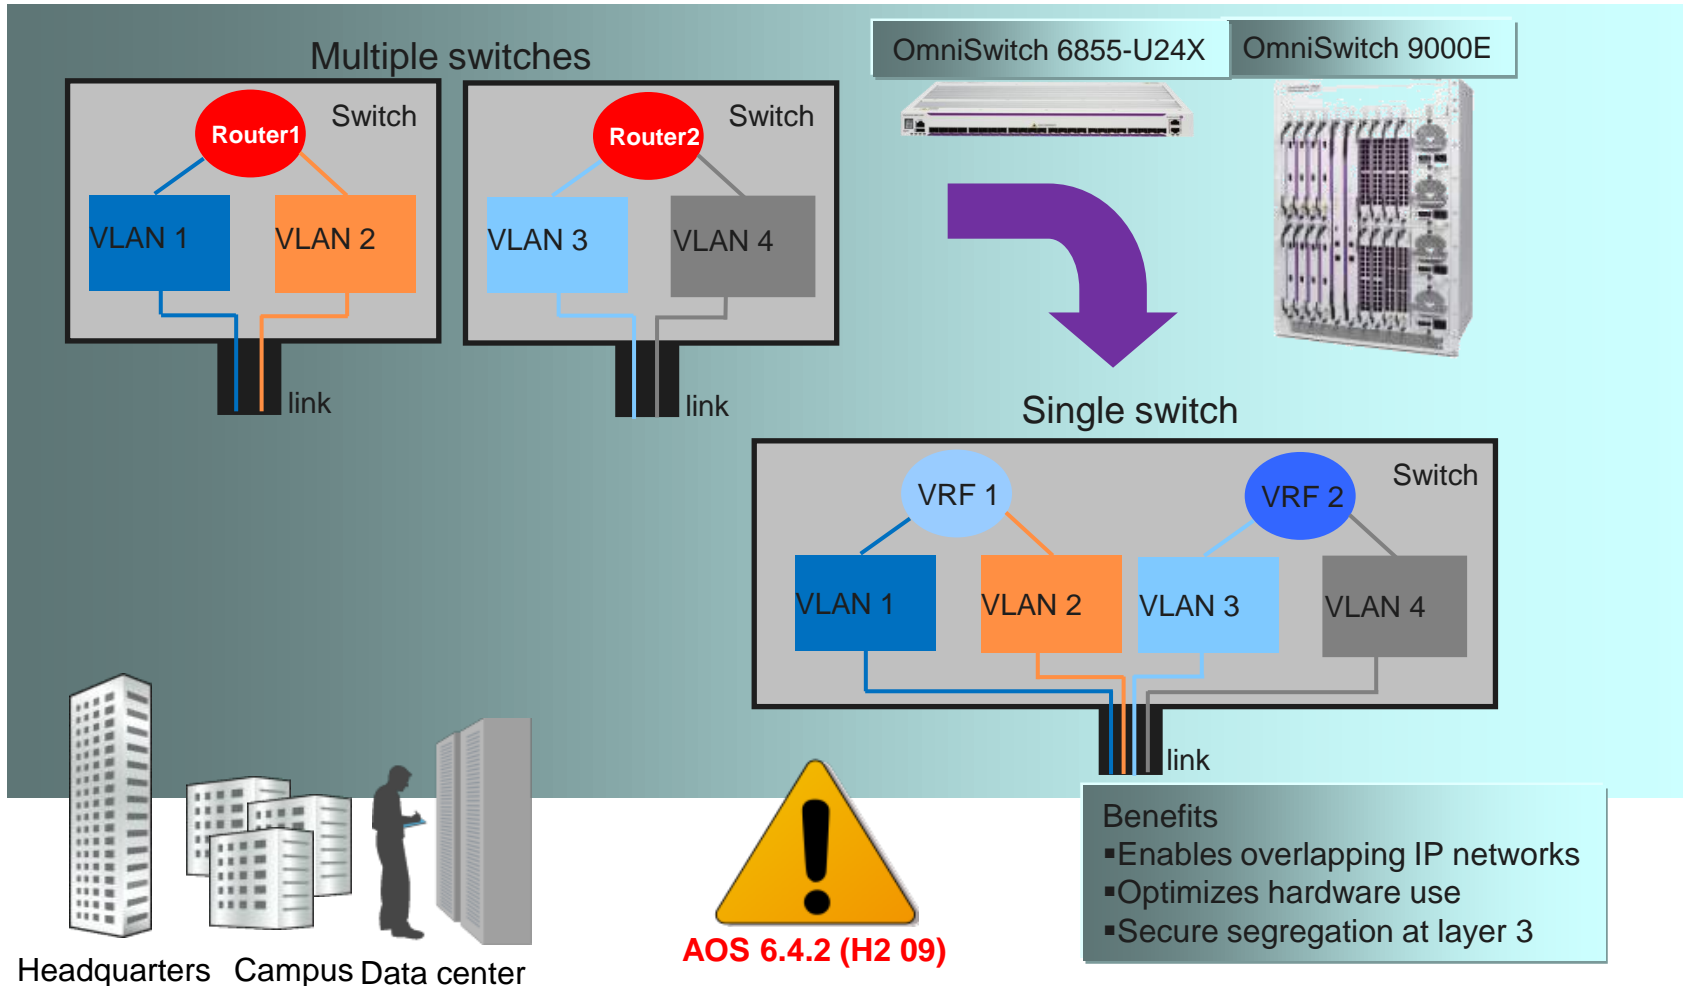 Multiple switches
OmniSwitch 6855-U24X
OmniSwitch 9000E
Switch
Router1
VLAN 1
VLAN 2
link
Switch
Router2
VLAN 3
VLAN 4
link
Single switch
Switch
VRF 1
VRF 2
VLAN 1
VLAN 2
VLAN 3
VLAN 4
link
Benefits
▪Enables overlapping IP networks
▪Optimizes hardware use
▪Secure segregation at layer 3
AOS 6.4.2 (H2 09)
Headquarters
Campus
Data center